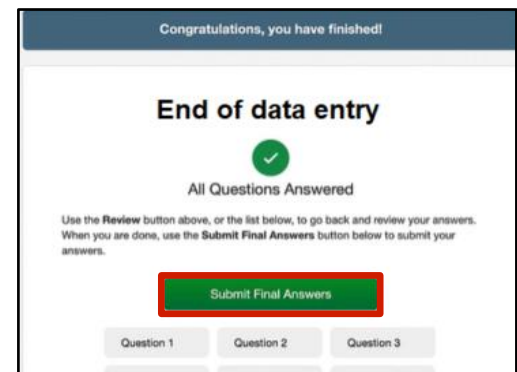 Congratulations, you have finished!
End of data entry
All Questions Answered
Use the Review button above, or the list below, to go back and review your answers.
When you are done, use the Submit Final Answers button below to submit your
answers.
Submit Final Answers
Question 1 Question 2 Question 3